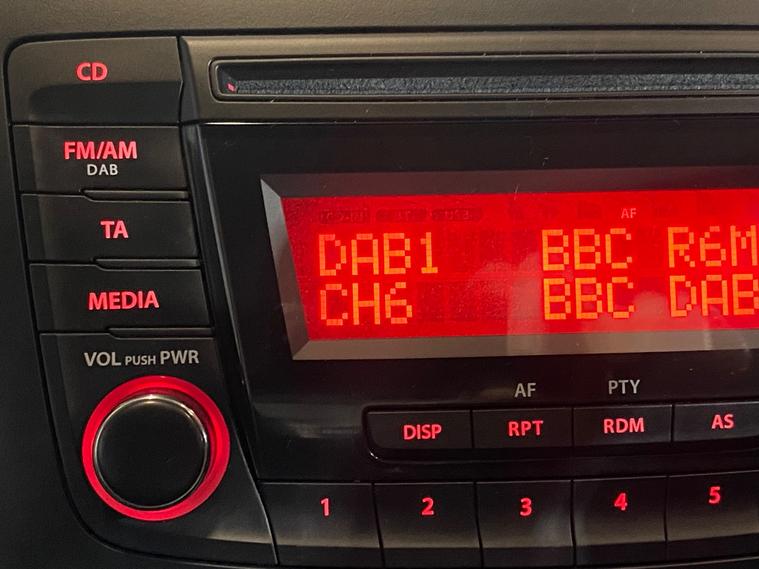 CD
FM/AM
DAB
TA
MEDIA
VOL PUSH PWR
AF
DAB1 BBC R6M
CH6 BBC DAB
AF PTY
DISP RPT RDM AS
1 2 3 4 5